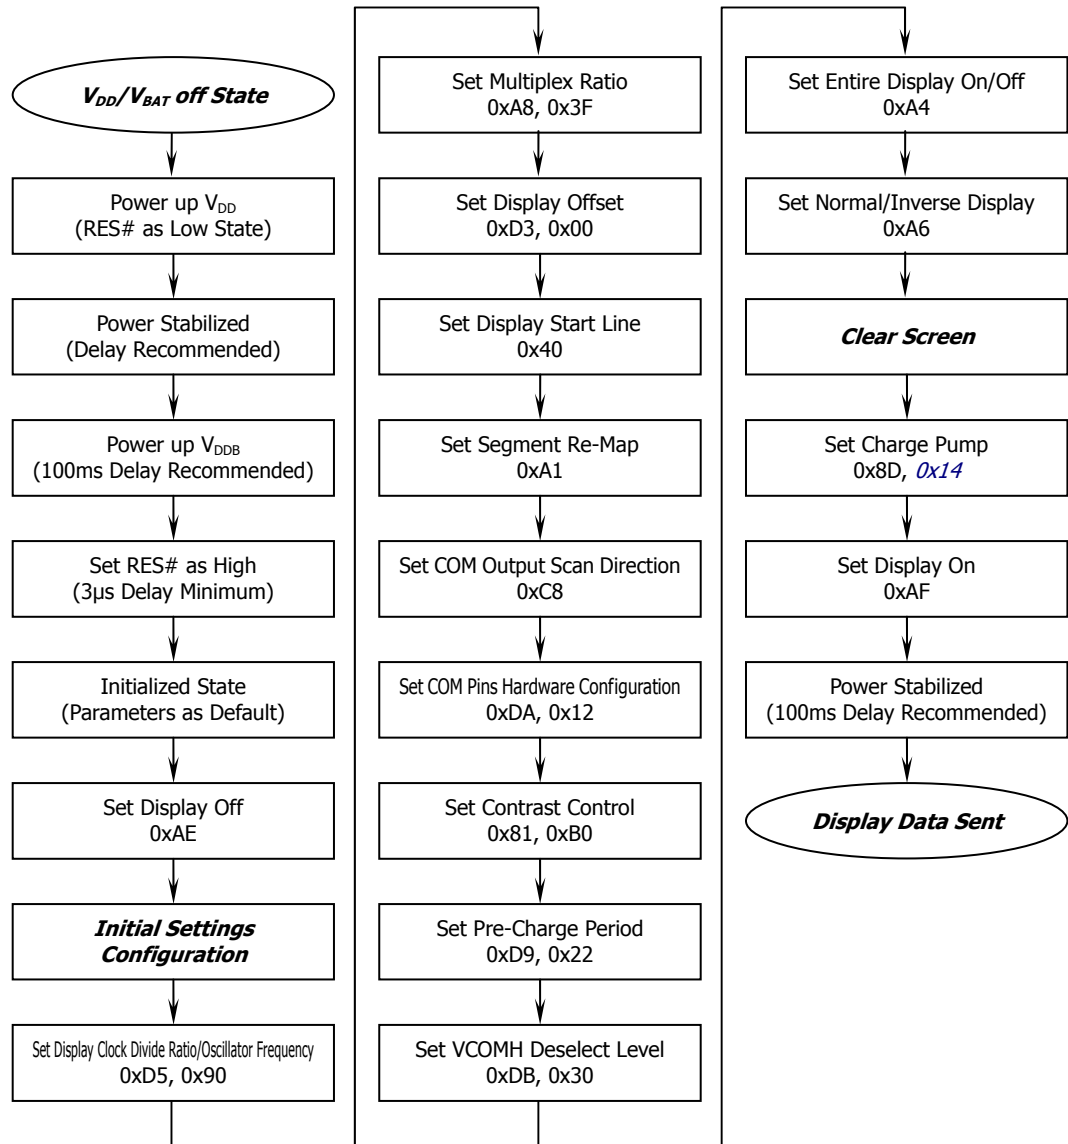 V_DD/V_BAT off State
Power up V_DD
(RES# as Low State)
Power Stabilized
(Delay Recommended)
Power up V_DDB
(100ms Delay Recommended)
Set RES# as High
(3µs Delay Minimum)
Initialized State
(Parameters as Default)
Set Display Off
0xAE
Initial Settings
Configuration
Set Display Clock Divide Ratio/Oscillator Frequency
0xD5, 0x90
Set Multiplex Ratio
0xA8, 0x3F
Set Display Offset
0xD3, 0x00
Set Display Start Line
0x40
Set Segment Re-Map
0xA1
Set COM Output Scan Direction
0xC8
Set COM Pins Hardware Configuration
0xDA, 0x12
Set Contrast Control
0x81, 0xB0
Set Pre-Charge Period
0xD9, 0x22
Set VCOMH Deselect Level
0xDB, 0x30
Set Entire Display On/Off
0xA4
Set Normal/Inverse Display
0xA6
Clear Screen
Set Charge Pump
0x8D, 0x14
Set Display On
0xAF
Power Stabilized
(100ms Delay Recommended)
Display Data Sent